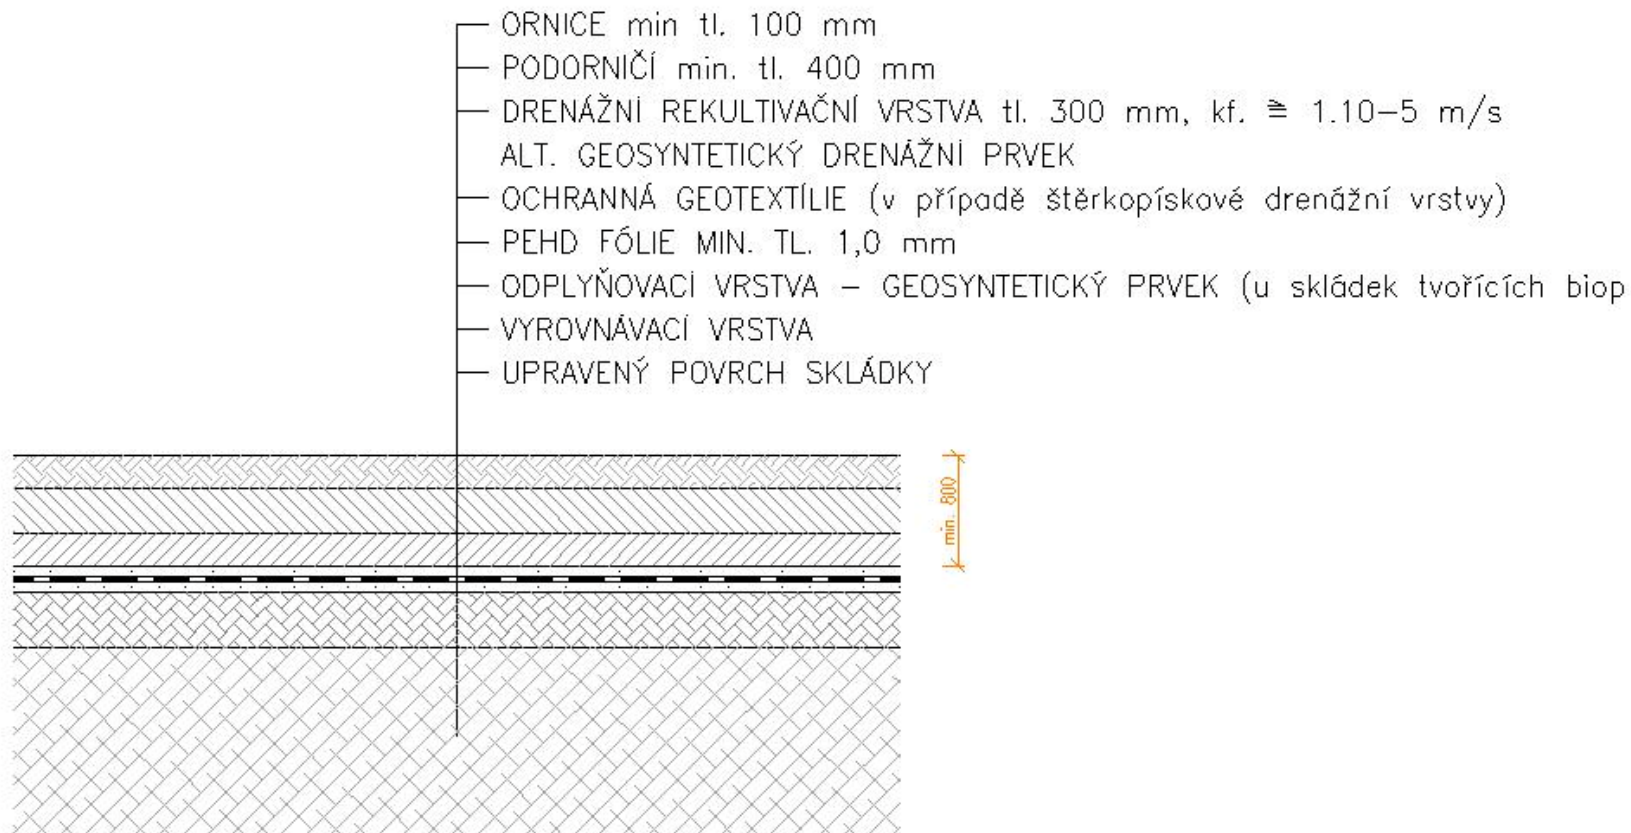 ORNICE min tl. 100 mm
PODORNIČÍ min. tl. 400 mm
DRENÁŽNÍ REKULTIVAČNÍ VRSTVA tl. 300 mm, kf. ≧ 1.10–5 m/s
ALT. GEOSYNTETICKÝ DRENÁŽNÍ PRVEK
OCHRANNÁ GEOTEXTÍLIE (v případě štěrkopískové drenážní vrstvy)
PEHD FÓLIE MIN. TL. 1,0 mm
ODPLYŇOVACÍ VRSTVA – GEOSYNTETICKÝ PRVEK (u skládek tvořících biop
VYROVNÁVACÍ VRSTVA
UPRAVENÝ POVRCH SKLÁDKY
min. 800